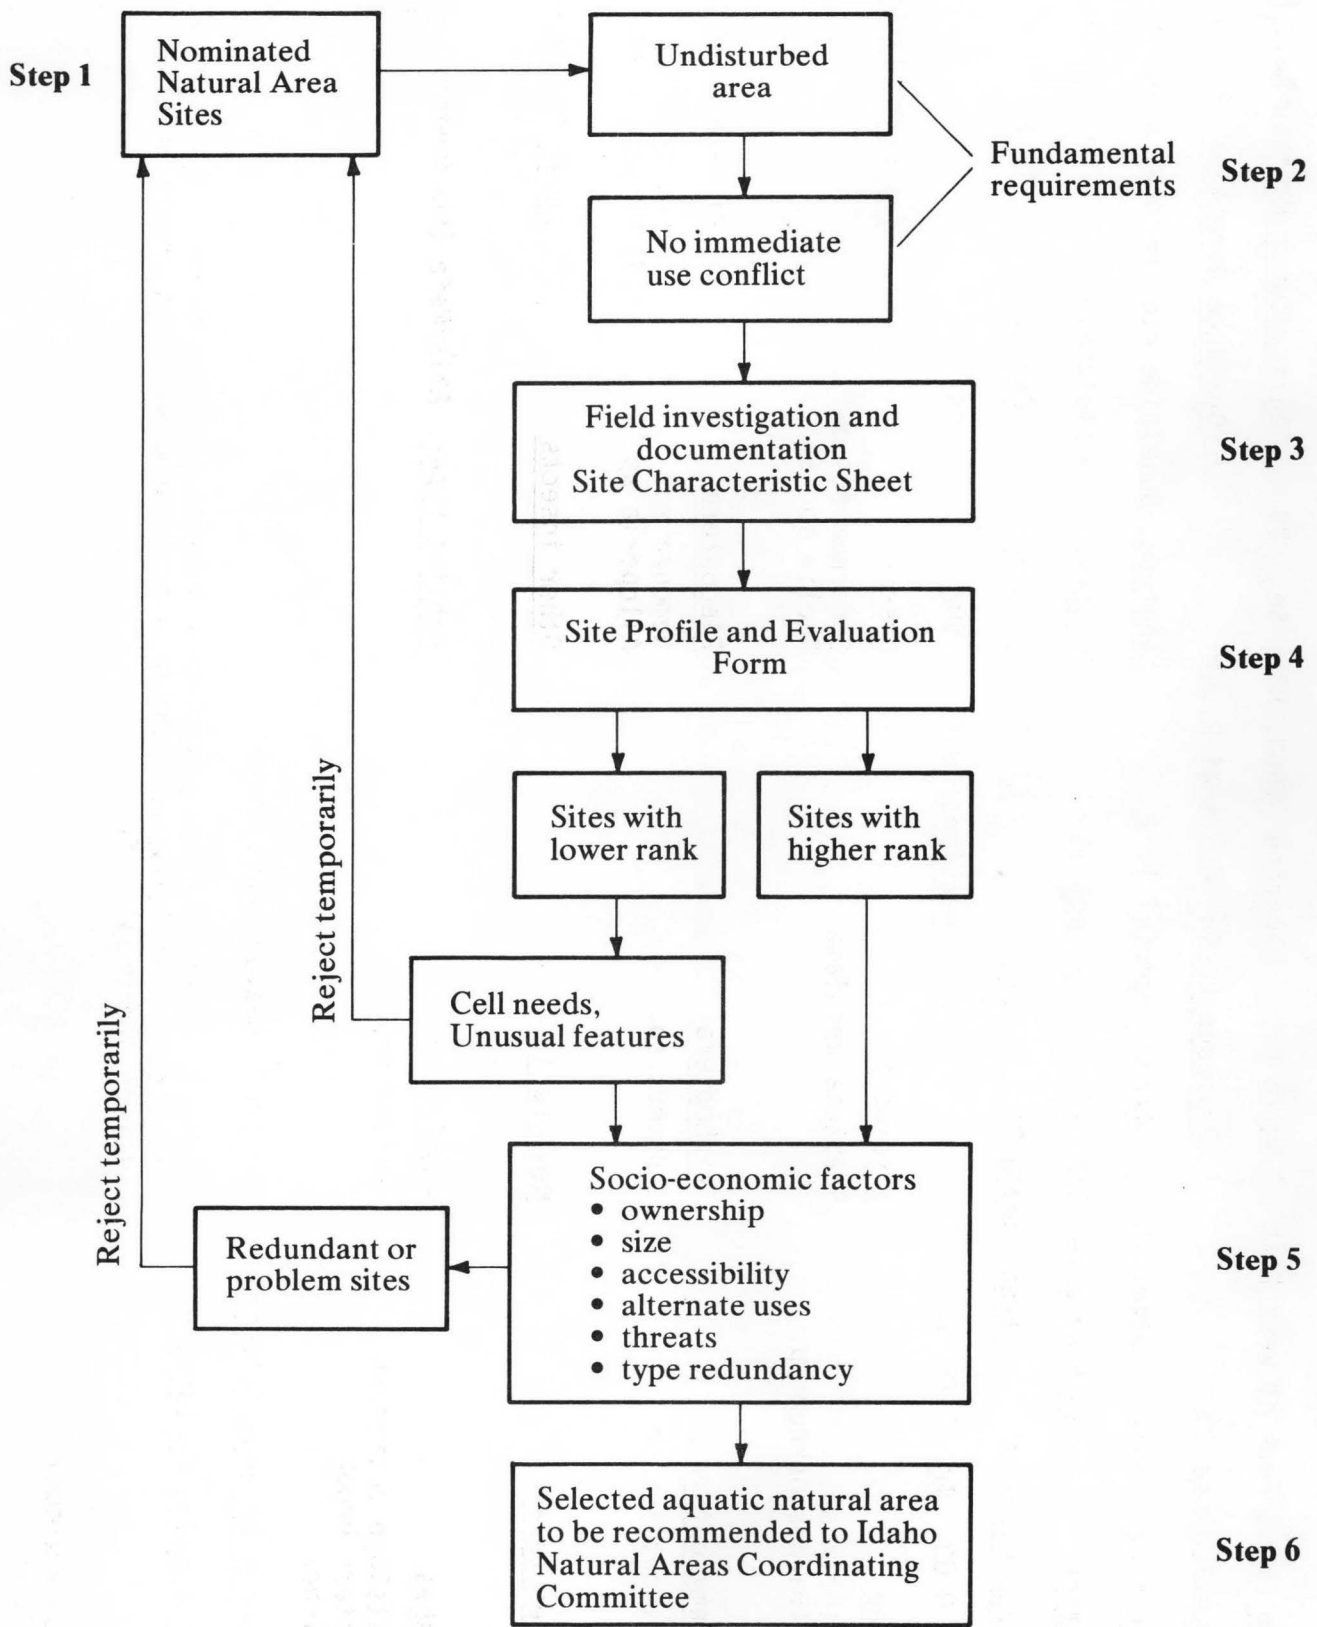 Step 1
Nominated
Natural Area
Sites
Undisturbed
area
Fundamental
requirements
Step 2
No immediate
use conflict
Field investigation and
documentation
Site Characteristic Sheet
Step 3
Site Profile and Evaluation
Form
Step 4
Sites with
lower rank
Sites with
higher rank
Reject temporarily
Cell needs,
Unusual features
Reject temporarily
Redundant or
problem sites
Socio-economic factors
• ownership
• size
• accessibility
• alternate uses
• threats
• type redundancy
Step 5
Selected aquatic natural area
to be recommended to Idaho
Natural Areas Coordinating
Committee
Step 6